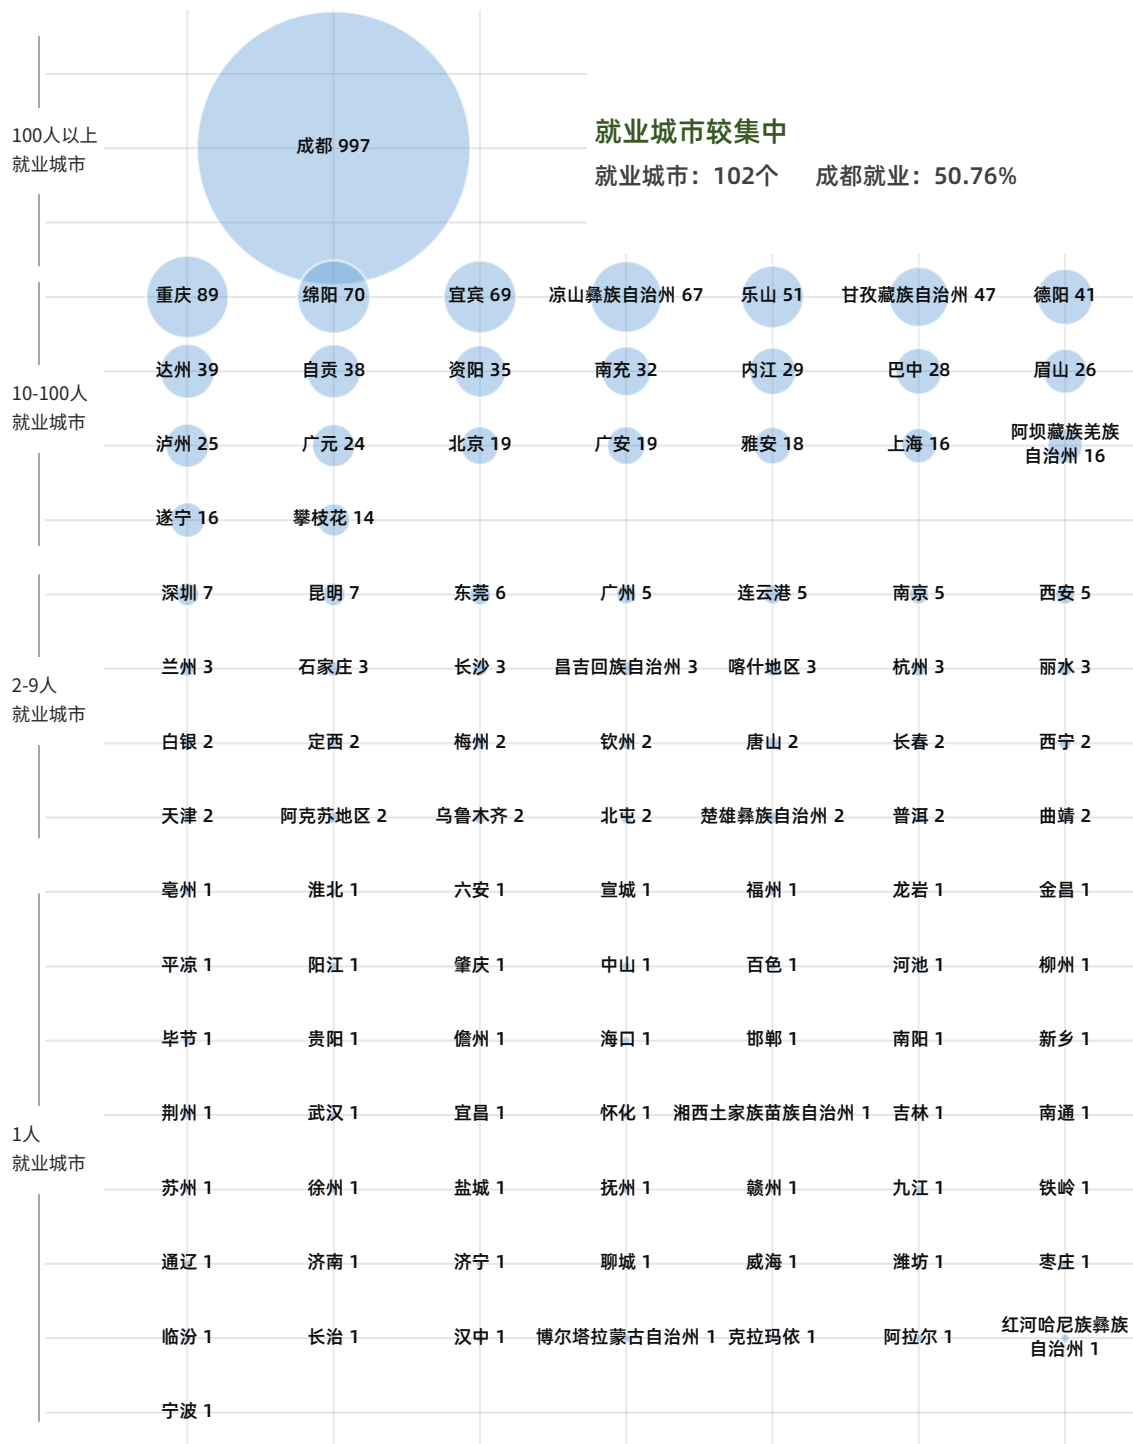 100人以上
就业城市
成都 997
就业城市较集中
就业城市：102个 成都就业：50.76%
重庆 89 绵阳 70 宜宾 69 凉山彝族自治州 67 乐山 51 甘孜藏族自治州 47 德阳 41
10-100人
就业城市
达州 39 自贡 38 资阳 35 南充 32 内江 29 巴中 28 眉山 26
泸州 25 广元 24 北京 19 广安 19 雅安 18 上海 16 阿坝藏族羌族
自治州 16
遂宁 16 攀枝花 14
2-9人
就业城市
深圳 7 昆明 7 东莞 6 广州 5 连云港 5 南京 5 西安 5
兰州 3 石家庄 3 长沙 3 昌吉回族自治州 3 喀什地区 3 杭州 3 丽水 3
白银 2 定西 2 梅州 2 钦州 2 唐山 2 长春 2 西宁 2
天津 2 阿克苏地区 2 乌鲁木齐 2 北屯 2 楚雄彝族自治州 2 普洱 2 曲靖 2
1人
就业城市
亳州 1 淮北 1 六安 1 宣城 1 福州 1 龙岩 1 金昌 1
平凉 1 阳江 1 肇庆 1 中山 1 百色 1 河池 1 柳州 1
毕节 1 贵阳 1 儋州 1 海口 1 邯郸 1 南阳 1 新乡 1
荆州 1 武汉 1 宜昌 1 怀化 1 湘西土家族苗族自治州 1 吉林 1 南通 1
苏州 1 徐州 1 盐城 1 抚州 1 赣州 1 九江 1 铁岭 1
通辽 1 济南 1 济宁 1 聊城 1 威海 1 潍坊 1 枣庄 1
临汾 1 长治 1 汉中 1 博尔塔拉蒙古自治州 1 克拉玛依 1 阿拉尔 1 红河哈尼族彝族
自治州 1
宁波 1